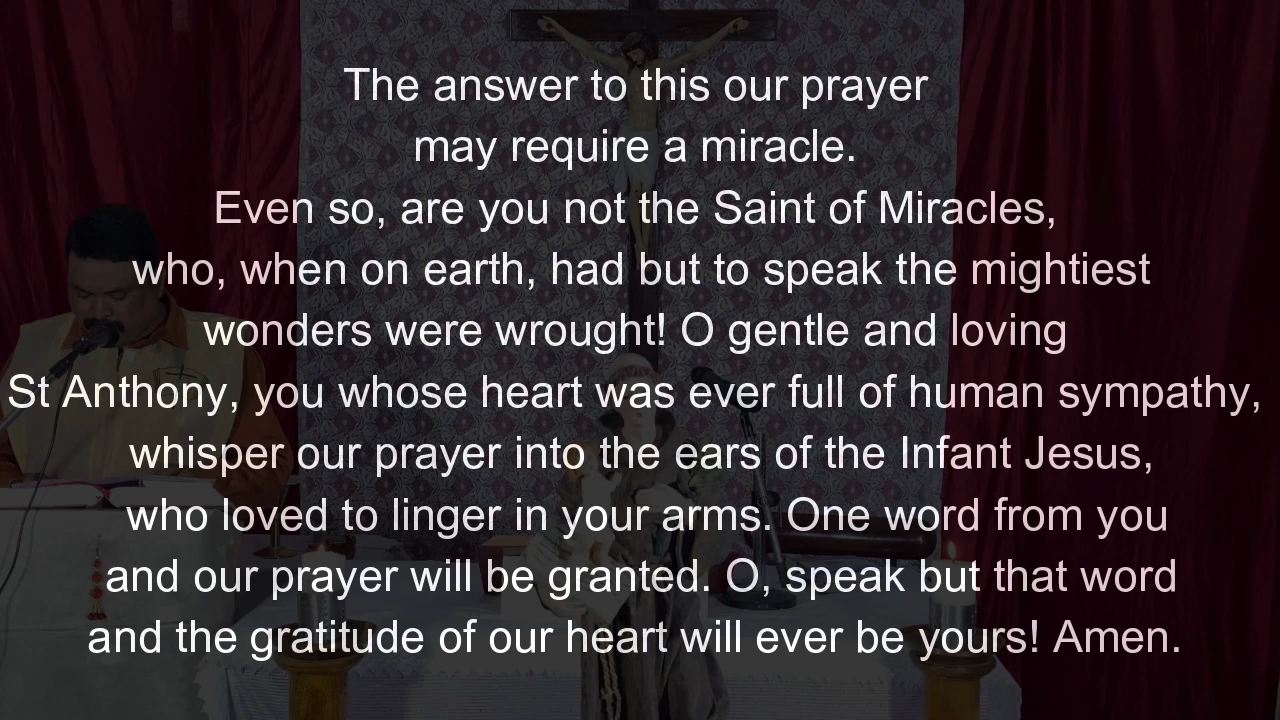 The answer to this our prayer
may require a miracle.
Even so, are you not the Saint of Miracles,
who, when on earth, had but to speak the mightiest
wonders were wrought! O gentle and loving
St Anthony, you whose heart was ever full of human sympathy,
whisper our prayer into the ears of the Infant Jesus,
who loved to linger in your arms. One word from you
and our prayer will be granted. O, speak but that word
and the gratitude of our heart will ever be yours! Amen.